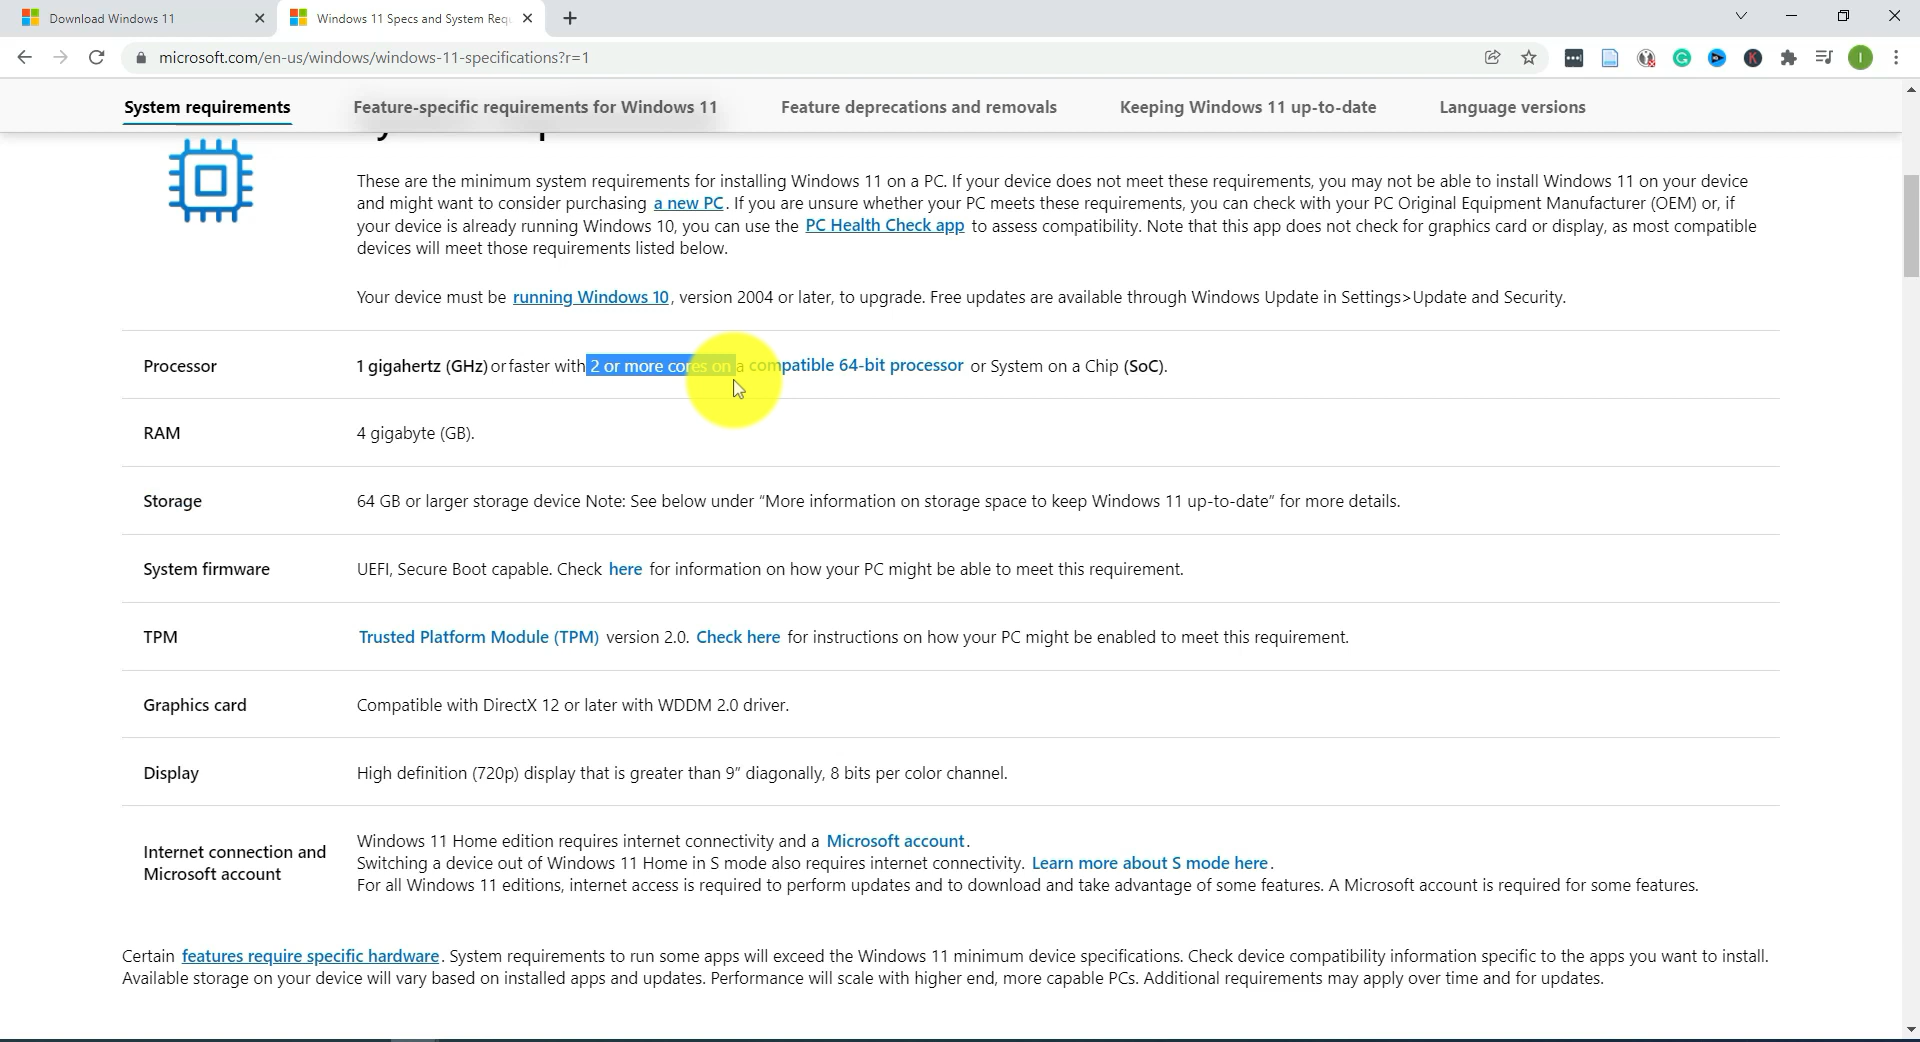 Download Windows 11
Windows 11 Specs and System Req
microsoft.com/en-us/windows/windows-11-specifications?r=1
K
I
System requirements
Feature-specific requirements for Windows 11
Feature deprecations and removals
Keeping Windows 11 up-to-date
Language versions
These are the minimum system requirements for installing Windows 11 on a PC. If your device does not meet these requirements, you may not be able to install Windows 11 on your device
and might want to consider purchasing a new PC. If you are unsure whether your PC meets these requirements, you can check with your PC Original Equipment Manufacturer (OEM) or, if
your device is already running Windows 10, you can use the PC Health Check app to assess compatibility. Note that this app does not check for graphics card or display, as most compatible
devices will meet those requirements listed below.
Your device must be running Windows 10, version 2004 or later, to upgrade. Free updates are available through Windows Update in Settings>Update and Security.
Processor
1 gigahertz (GHz) or faster with 2 or more cores on a compatible 64-bit processor or System on a Chip (SoC).
RAM
4 gigabyte (GB).
Storage
64 GB or larger storage device Note: See below under “More information on storage space to keep Windows 11 up-to-date” for more details.
System firmware
UEFI, Secure Boot capable. Check here for information on how your PC might be able to meet this requirement.
TPM
Trusted Platform Module (TPM) version 2.0. Check here for instructions on how your PC might be enabled to meet this requirement.
Graphics card
Compatible with DirectX 12 or later with WDDM 2.0 driver.
Display
High definition (720p) display that is greater than 9” diagonally, 8 bits per color channel.
Internet connection and
Microsoft account
Windows 11 Home edition requires internet connectivity and a Microsoft account.
Switching a device out of Windows 11 Home in S mode also requires internet connectivity. Learn more about S mode here.
For all Windows 11 editions, internet access is required to perform updates and to download and take advantage of some features. A Microsoft account is required for some features.
Certain features require specific hardware. System requirements to run some apps will exceed the Windows 11 minimum device specifications. Check device compatibility information specific to the apps you want to install.
Available storage on your device will vary based on installed apps and updates. Performance will scale with higher end, more capable PCs. Additional requirements may apply over time and for updates.